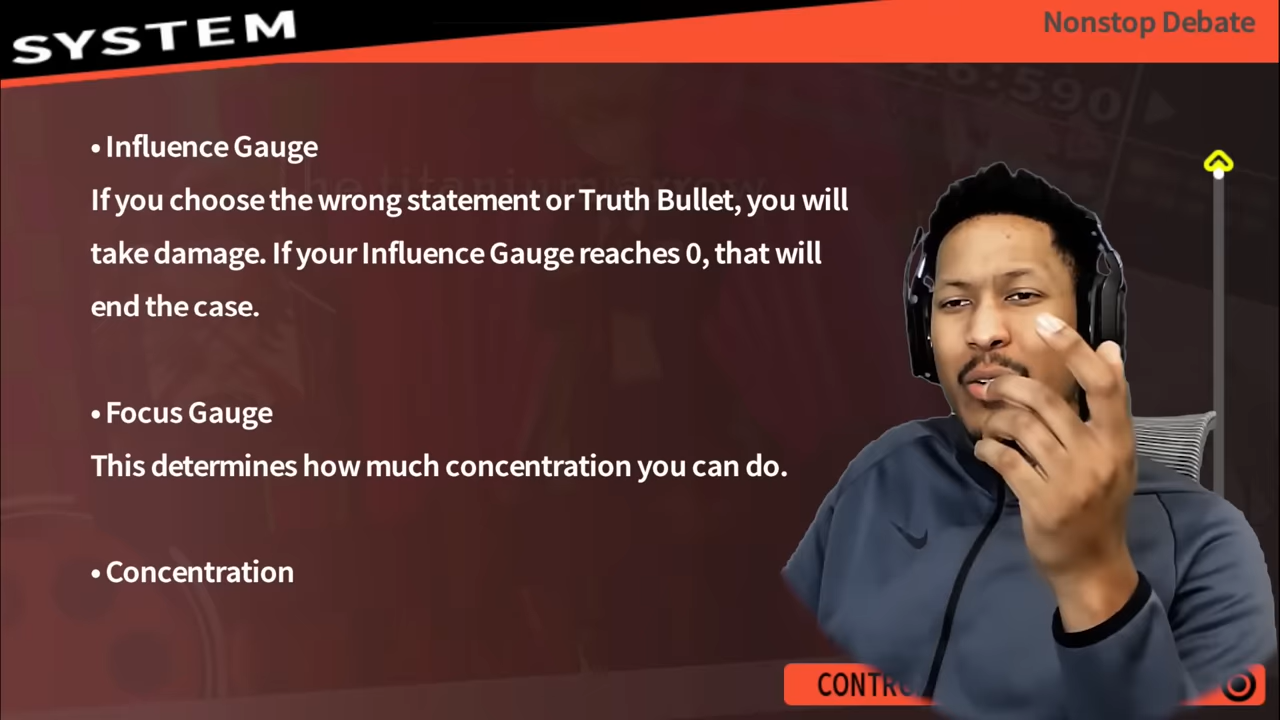 SYSTEM
Nonstop Debate
• Influence Gauge
If you choose the wrong statement or Truth Bullet, you will
take damage. If your Influence Gauge reaches 0, that will
end the case.
• Focus Gauge
This determines how much concentration you can do.
• Concentration